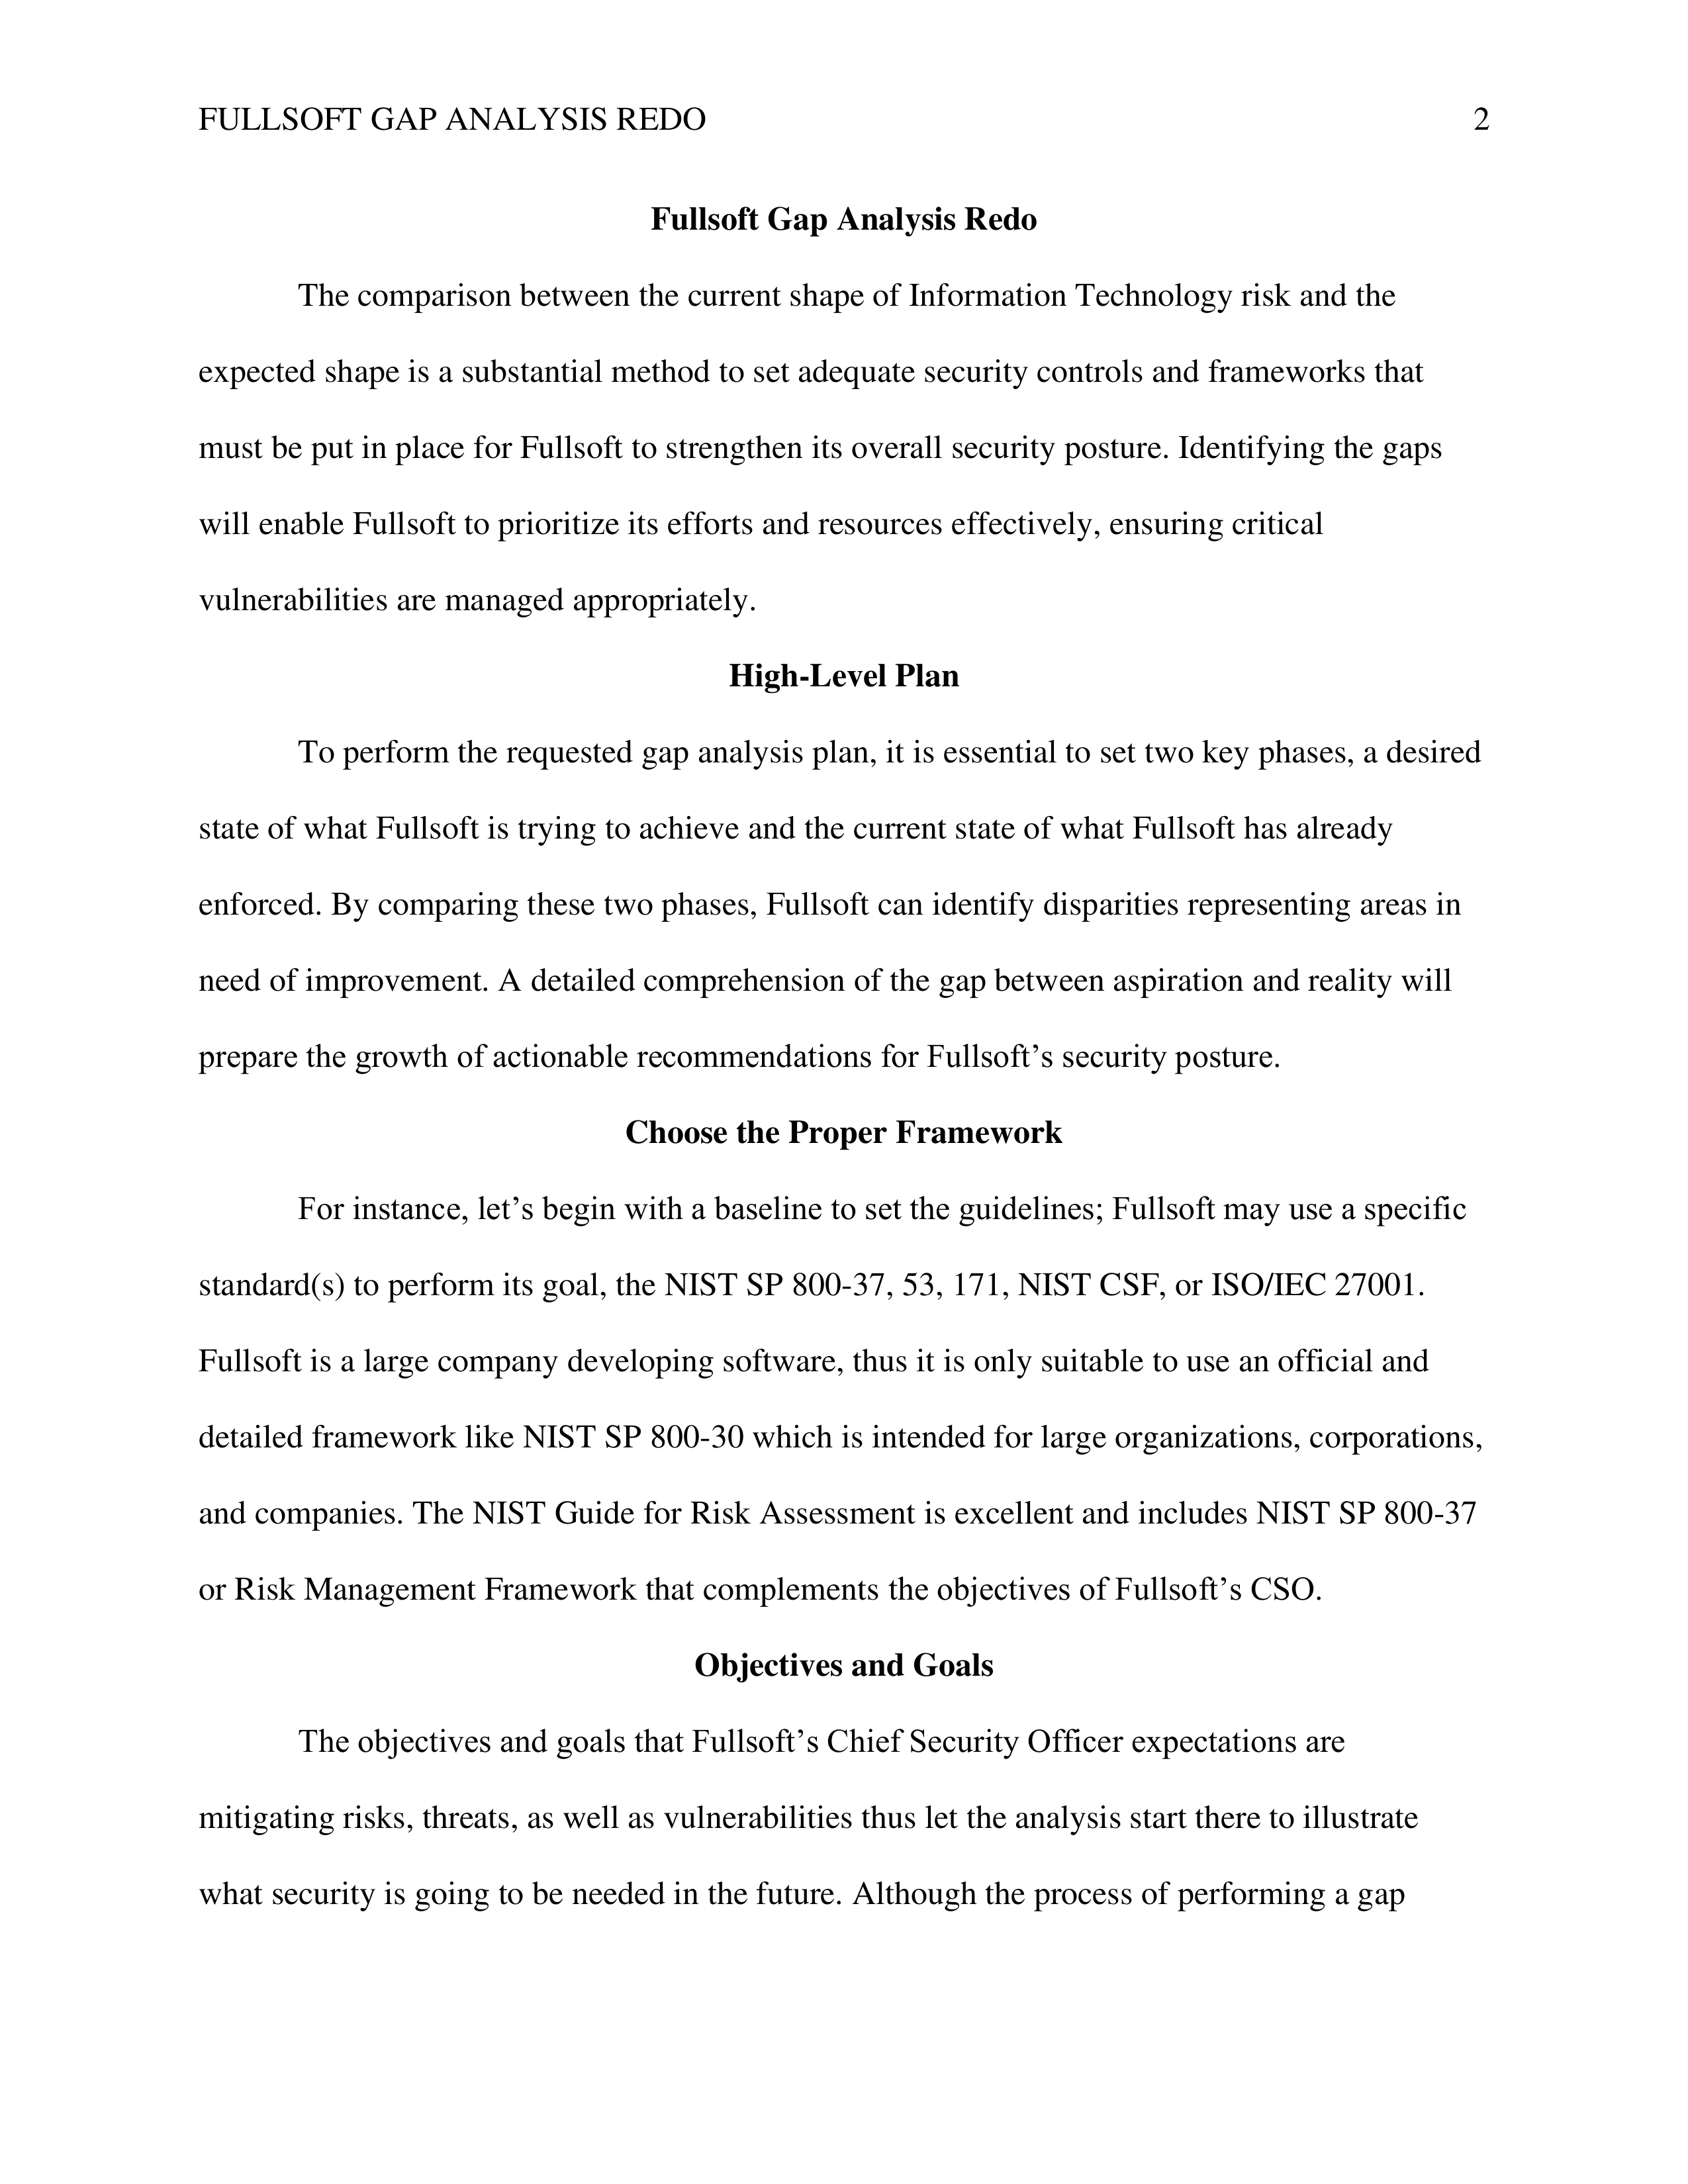 FULLSOFT GAP ANALYSIS REDO 2
Fullsoft Gap Analysis Redo
The comparison between the current shape of Information Technology risk and the
expected shape is a substantial method to set adequate security controls and frameworks that
must be put in place for Fullsoft to strengthen its overall security posture. Identifying the gaps
will enable Fullsoft to prioritize its efforts and resources effectively, ensuring critical
vulnerabilities are managed appropriately.
High-Level Plan
To perform the requested gap analysis plan, it is essential to set two key phases, a desired
state of what Fullsoft is trying to achieve and the current state of what Fullsoft has already
enforced. By comparing these two phases, Fullsoft can identify disparities representing areas in
need of improvement. A detailed comprehension of the gap between aspiration and reality will
prepare the growth of actionable recommendations for Fullsoft’s security posture.
Choose the Proper Framework
For instance, let’s begin with a baseline to set the guidelines; Fullsoft may use a specific
standard(s) to perform its goal, the NIST SP 800-37, 53, 171, NIST CSF, or ISO/IEC 27001.
Fullsoft is a large company developing software, thus it is only suitable to use an official and
detailed framework like NIST SP 800-30 which is intended for large organizations, corporations,
and companies. The NIST Guide for Risk Assessment is excellent and includes NIST SP 800-37
or Risk Management Framework that complements the objectives of Fullsoft’s CSO.
Objectives and Goals
The objectives and goals that Fullsoft’s Chief Security Officer expectations are
mitigating risks, threats, as well as vulnerabilities thus let the analysis start there to illustrate
what security is going to be needed in the future. Although the process of performing a gap